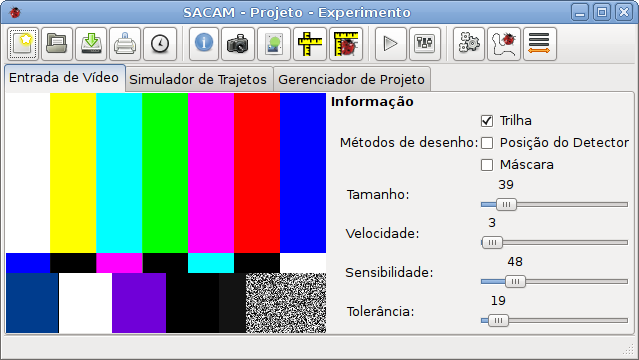 SACAM - Projeto - Experimento
Entrada de Vídeo
Simulador de Trajetos
Gerenciador de Projeto
Informação
Trilha
Métodos de desenho:
Posição do Detector
Máscara
39
Tamanho:
3
Velocidade:
48
Sensibilidade:
19
Tolerância: